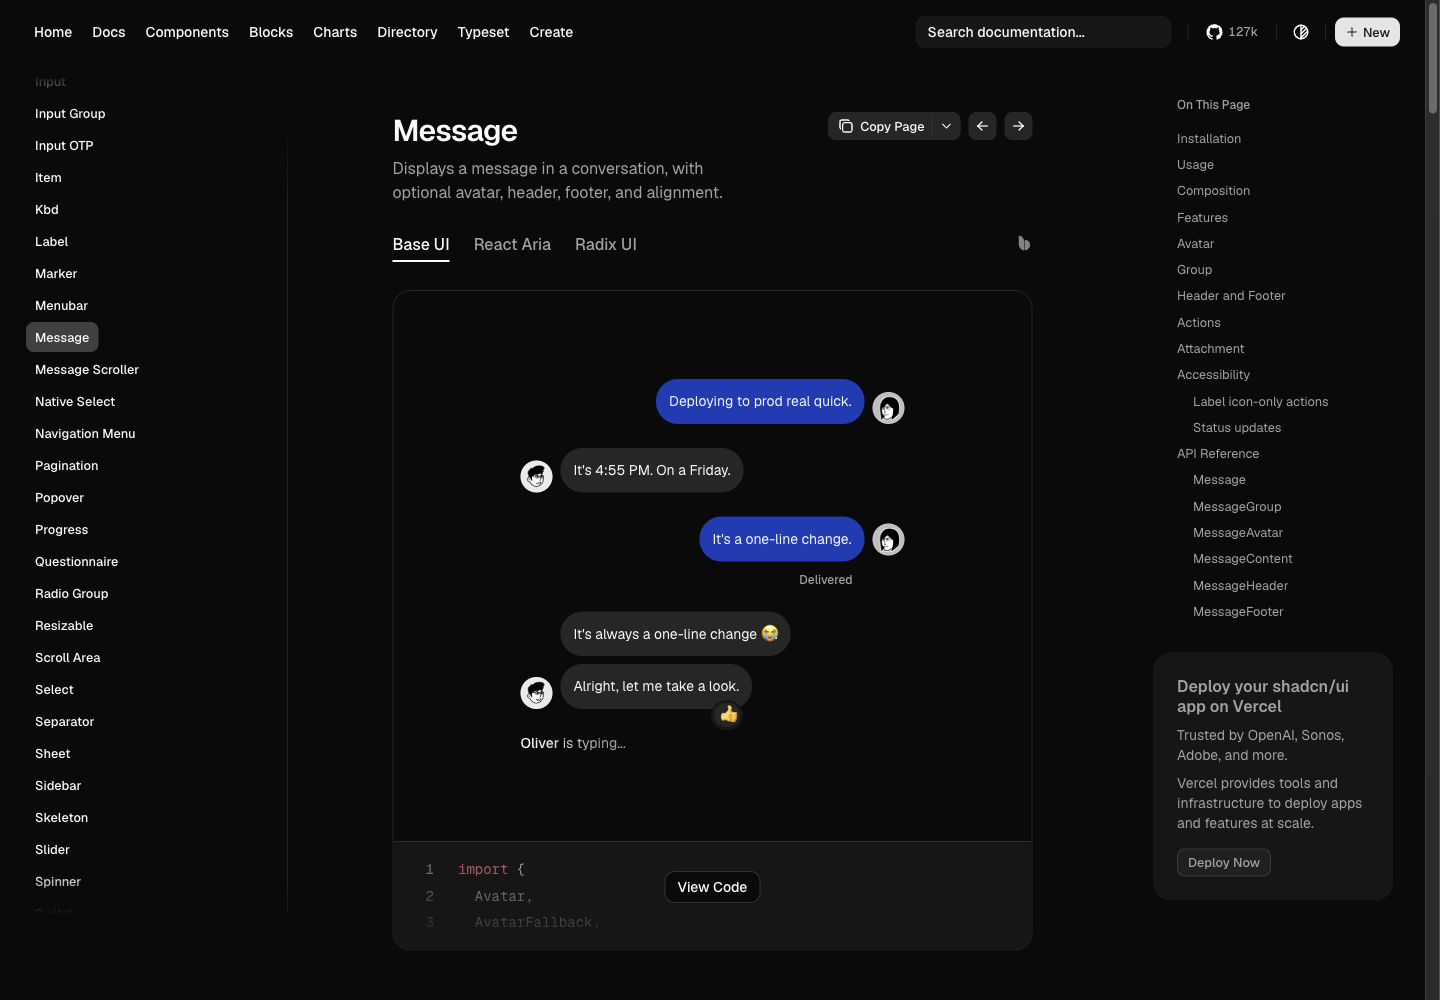 Home Docs Components Blocks Charts Directory Typeset Create
Search documentation...
127k
New
Input
Input Group
Input OTP
Item
Kbd
Label
Marker
Menubar
Message
Message Scroller
Native Select
Navigation Menu
Pagination
Popover
Progress
Questionnaire
Radio Group
Resizable
Scroll Area
Select
Separator
Sheet
Sidebar
Skeleton
Slider
Spinner
Switch
Message
Copy Page
Displays a message in a conversation, with
optional avatar, header, footer, and alignment.
Base UI React Aria Radix UI
Deploying to prod real quick.
It's 4:55 PM. On a Friday.
It's a one-line change.
Delivered
It's always a one-line change 😭
Alright, let me take a look.
👍
Oliver is typing...
1 import {
2 Avatar,
3 AvatarFallback,
View Code
On This Page
Installation
Usage
Composition
Features
Avatar
Group
Header and Footer
Actions
Attachment
Accessibility
Label icon-only actions
Status updates
API Reference
Message
MessageGroup
MessageAvatar
MessageContent
MessageHeader
MessageFooter
Deploy your shadcn/ui
app on Vercel
Trusted by OpenAI, Sonos,
Adobe, and more.
Vercel provides tools and
infrastructure to deploy apps
and features at scale.
Deploy Now